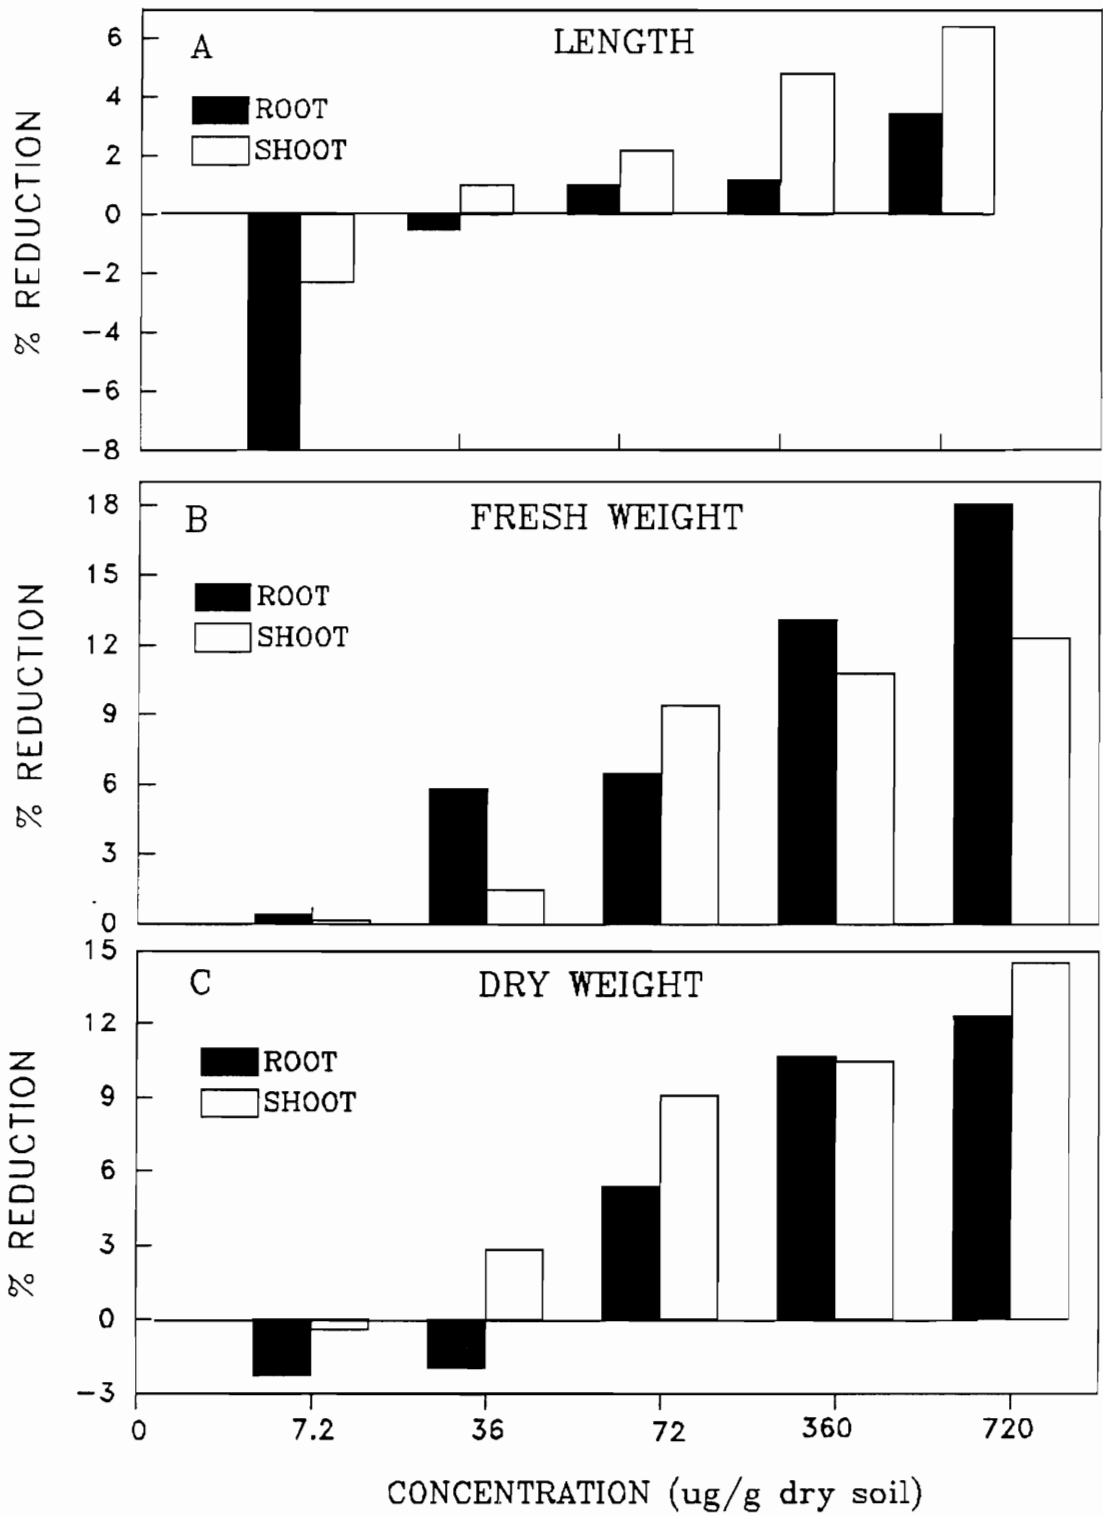 A LENGTH
ROOT
SHOOT
% REDUCTION
6
4
2
0
−2
−4
−6
−8
B FRESH WEIGHT
ROOT
SHOOT
% REDUCTION
18
15
12
9
6
3
0
C DRY WEIGHT
ROOT
SHOOT
% REDUCTION
15
12
9
6
3
0
−3
0 7.2 36 72 360 720
CONCENTRATION (ug/g dry soil)